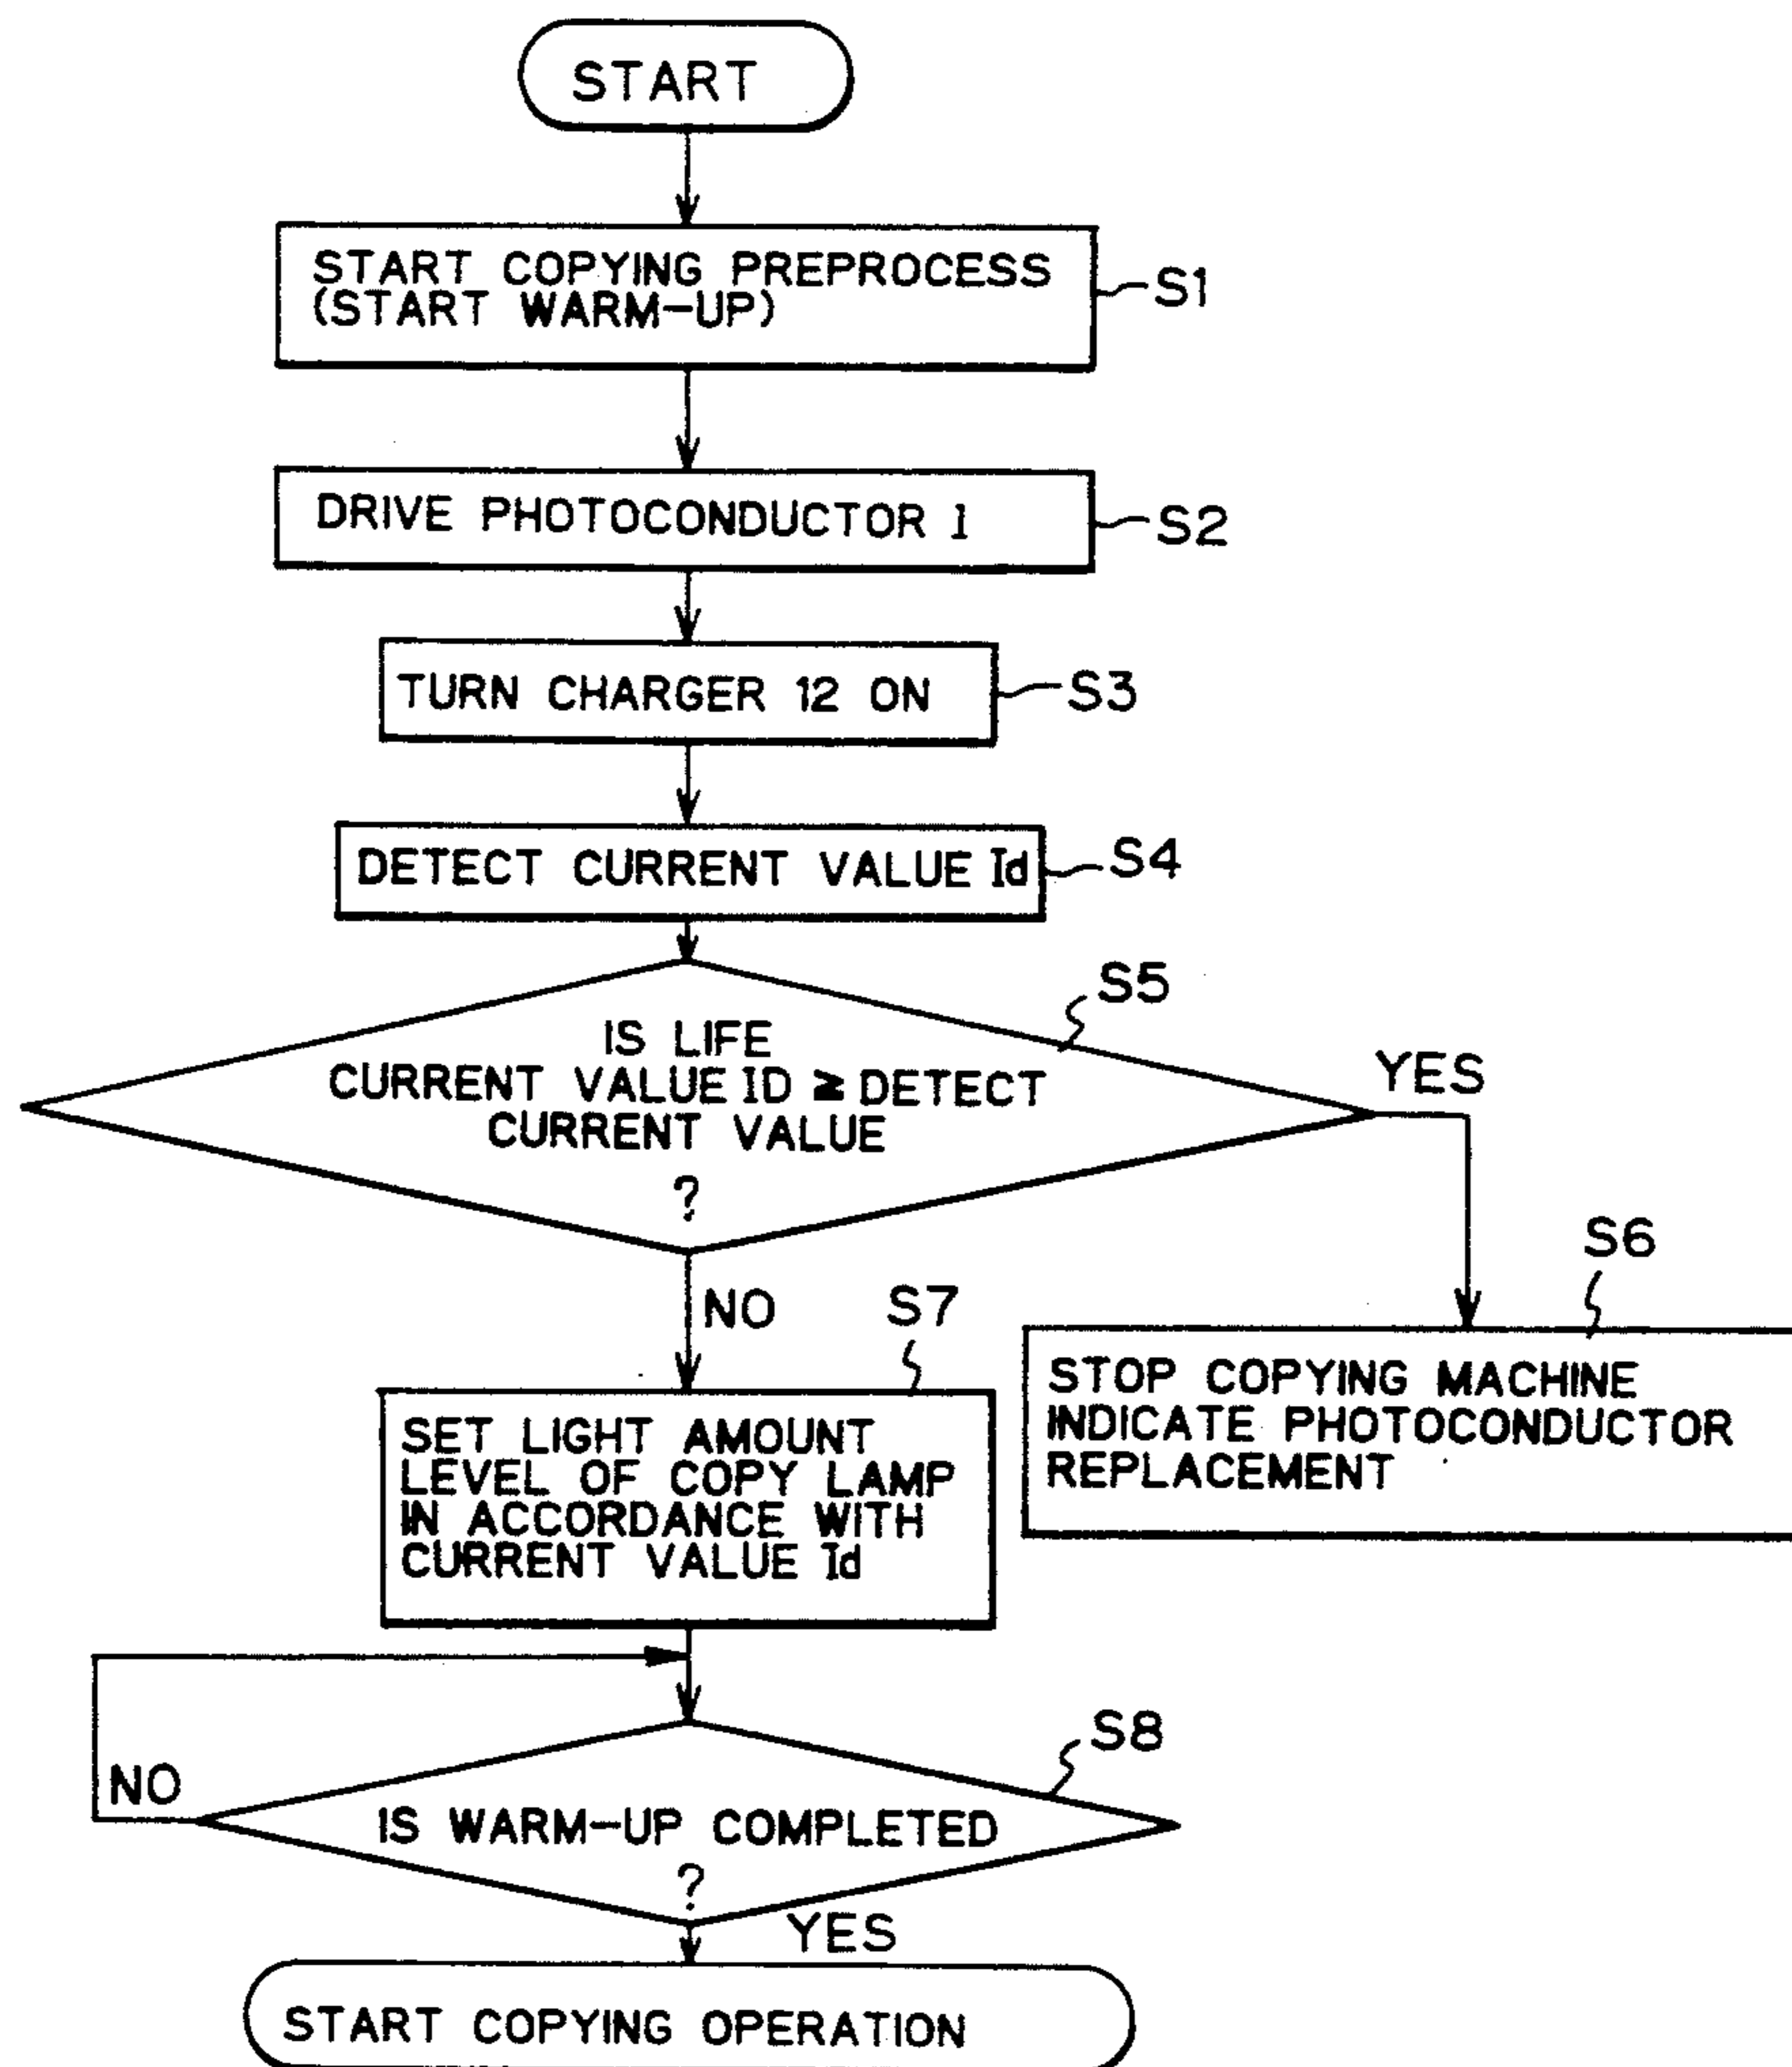 START
START COPYING PREPROCESS
(START WARM-UP)
S1
DRIVE PHOTOCONDUCTOR 1
S2
TURN CHARGER 12 ON
S3
DETECT CURRENT VALUE Id
S4
S5
IS LIFE
CURRENT VALUE ID ≧ DETECT
CURRENT VALUE
?
YES
S6
NO
S7
STOP COPYING MACHINE
INDICATE PHOTOCONDUCTOR
REPLACEMENT
SET LIGHT AMOUNT
LEVEL OF COPY LAMP
IN ACCORDANCE WITH
CURRENT VALUE Id
S8
NO
IS WARM-UP COMPLETED
?
YES
START COPYING OPERATION